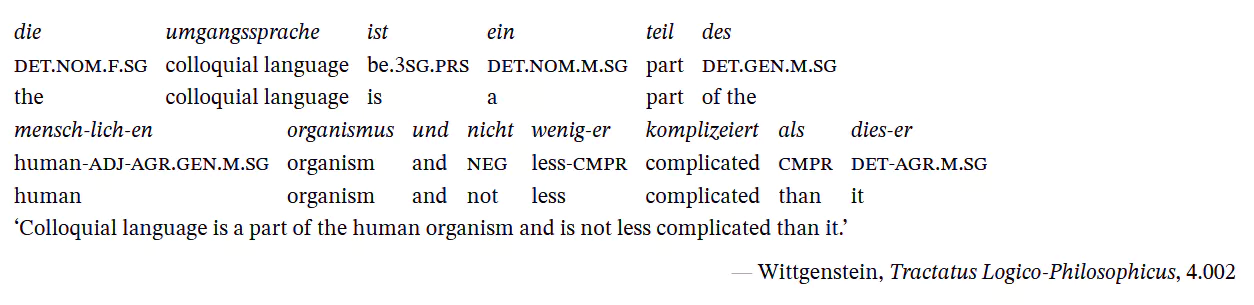 die umgangssprache ist ein teil des
DET.NOM.F.SG colloquial language be.3SG.PRS DET.NOM.M.SG part DET.GEN.M.SG
the colloquial language is a part of the
mensch-lich-en organismus und nicht wenig-er komplizeiert als dies-er
human-ADJ-AGR.GEN.M.SG organism and NEG less-CMPR complicated CMPR DET-AGR.M.SG
human organism and not less complicated than it
‘Colloquial language is a part of the human organism and is not less complicated than it.’
— Wittgenstein, Tractatus Logico-Philosophicus, 4.002